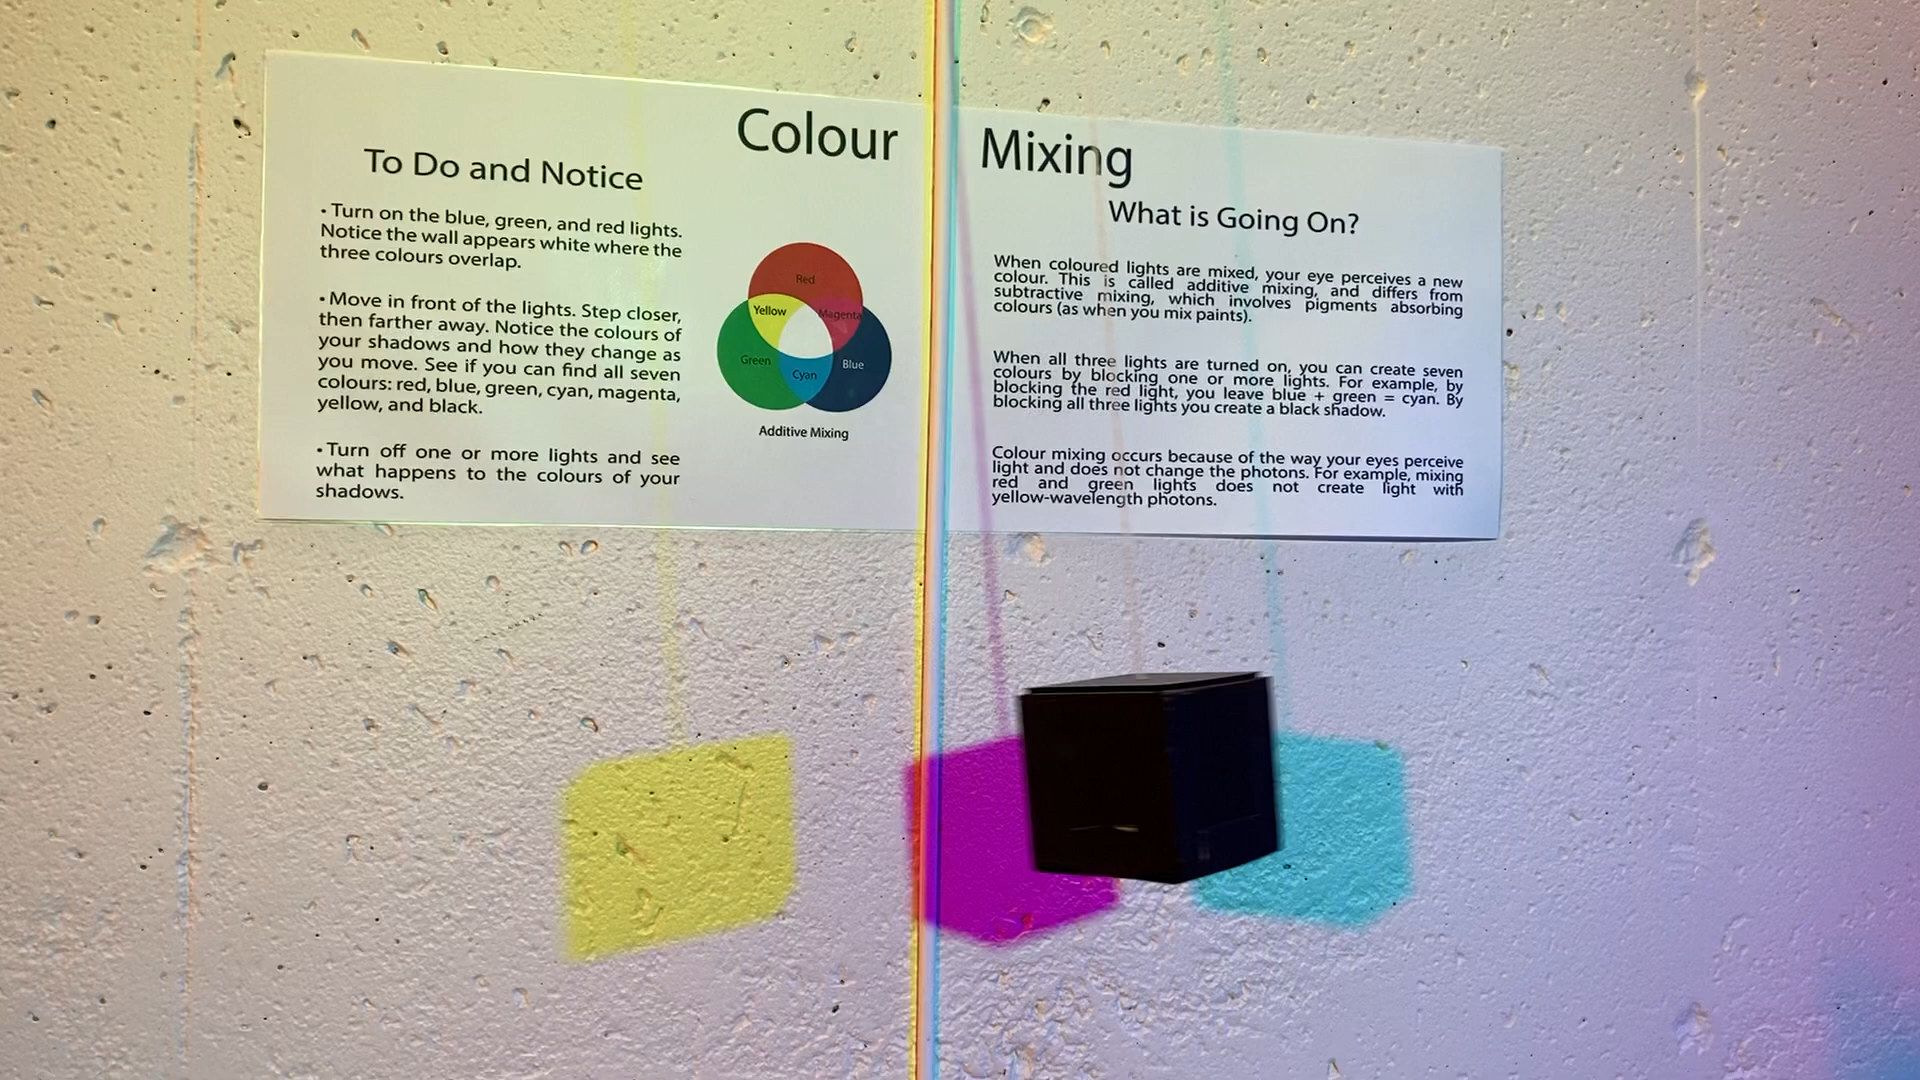 Colour Mixing
To Do and Notice
• Turn on the blue, green, and red lights.
Notice the wall appears white where the
three colours overlap.
• Move in front of the lights. Step closer,
then farther away. Notice the colours of
your shadows and how they change as
you move. See if you can find all seven
colours: red, blue, green, cyan, magenta,
yellow, and black.
• Turn off one or more lights and see
what happens to the colours of your
shadows.
Red
Yellow
Magenta
Green
Cyan
Blue
Additive Mixing
What is Going On?
When coloured lights are mixed, your eye perceives a new
colour. This is called additive mixing, and differs from
subtractive mixing, which involves pigments absorbing
colours (as when you mix paints).
When all three lights are turned on, you can create seven
colours by blocking one or more lights. For example, by
blocking the red light, you leave blue + green = cyan. By
blocking all three lights you create a black shadow.
Colour mixing occurs because of the way your eyes perceive
light and does not change the photons. For example, mixing
red and green lights does not create light with
yellow-wavelength photons.